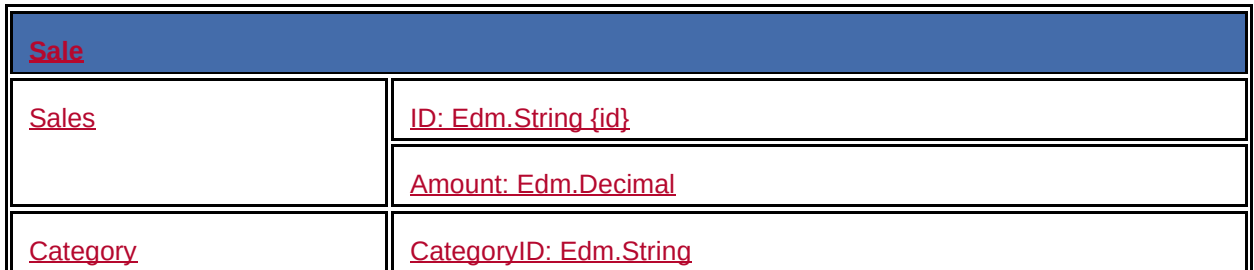 Sale
Sales
ID: Edm.String {id}
Amount: Edm.Decimal
Category
CategoryID: Edm.String